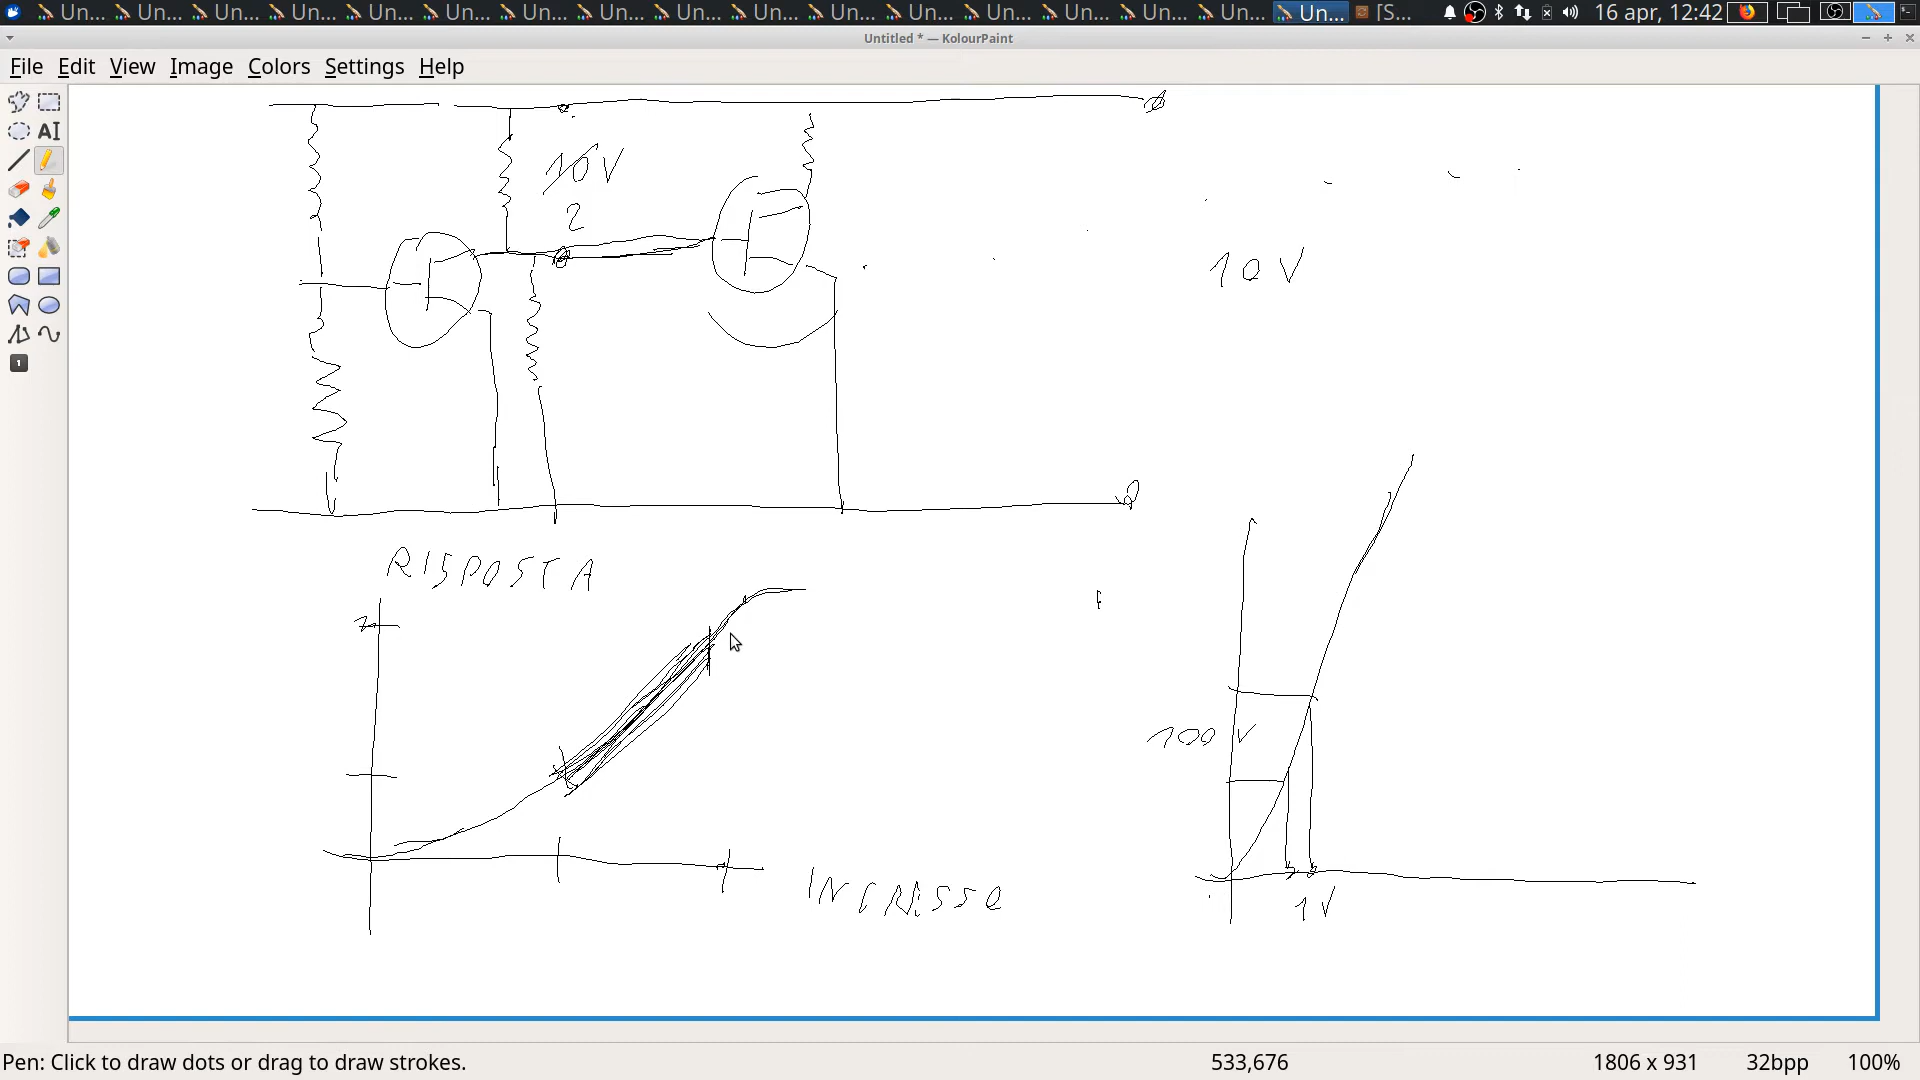 Un... Un... Un... Un... Un... Un... Un... Un... Un... Un... Un... Un... Un... Un... Un... Un... Un... [S... 16 apr, 12:42
Untitled * — KolourPaint
File Edit View Image Colors Settings Help
10V
2
10V
RISPOSTA
100 V
INGRESSO
1V
Pen: Click to draw dots or drag to draw strokes. 533,676 1806 x 931 32bpp 100%